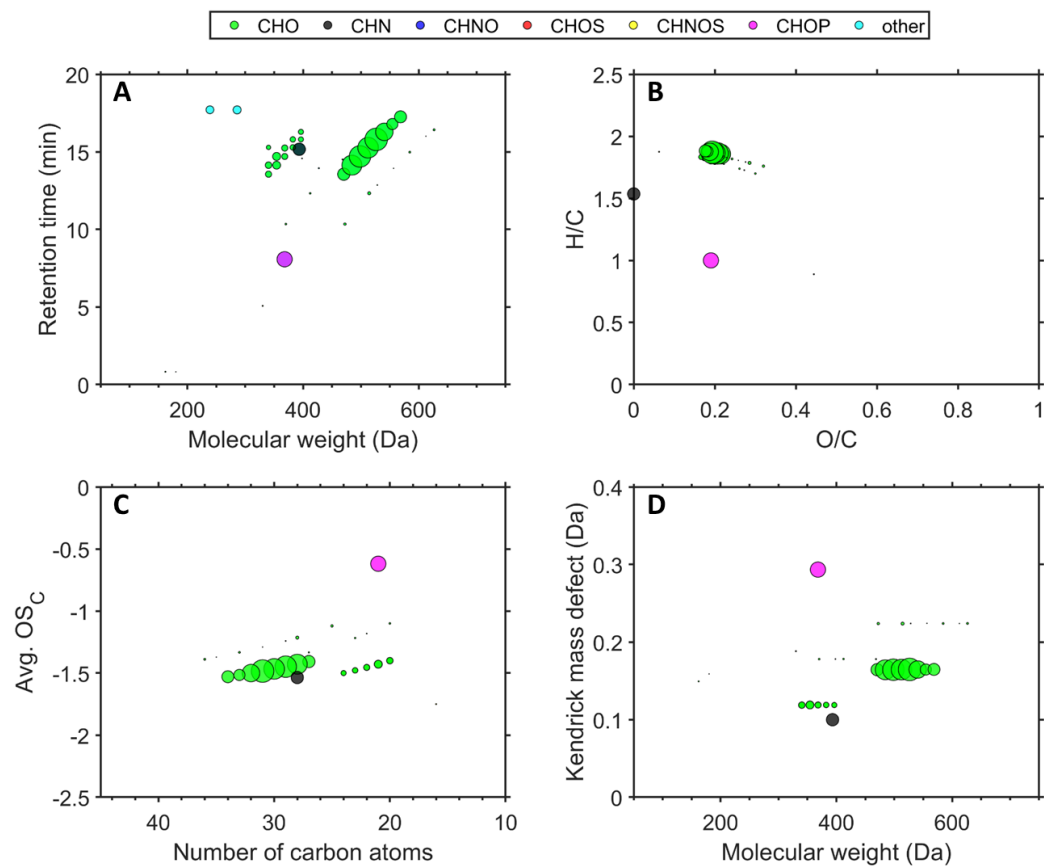 CHO CHN CHNO CHOS CHNOS CHOP other
A
20
15
10
5
0
Retention time (min)
200 400 600
Molecular weight (Da)
B
2.5
2
1.5
1
0.5
0
H/C
0 0.2 0.4 0.6 0.8 1
O/C
C
0
-0.5
-1
-1.5
-2
-2.5
Avg. OSC
40 30 20 10
Number of carbon atoms
D
0.4
0.3
0.2
0.1
0
Kendrick mass defect (Da)
200 400 600
Molecular weight (Da)